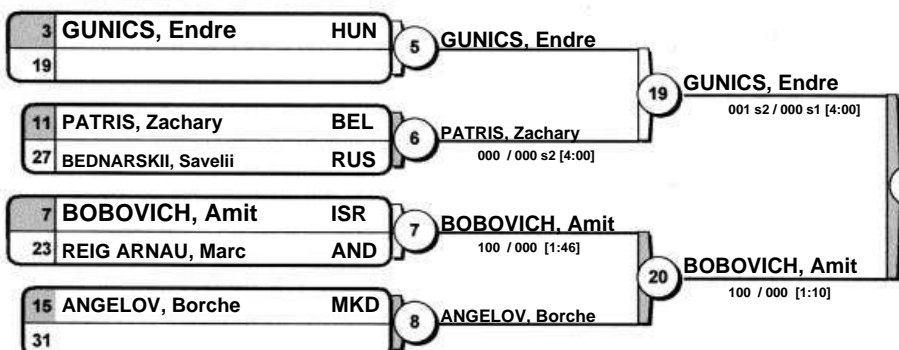 3 GUNICS, Endre HUN
19
5
GUNICS, Endre
11 PATRIS, Zachary BEL
27 BEDNARSKII, Savelii RUS
6
PATRIS, Zachary
000 / 000 s2 [4:00]
19
GUNICS, Endre
001 s2 / 000 s1 [4:00]
7 BOBOVICH, Amit ISR
23 REIG ARNAU, Marc AND
7
BOBOVICH, Amit
100 / 000 [1:46]
15 ANGELOV, Borche MKD
31
8
ANGELOV, Borche
20
BOBOVICH, Amit
100 / 000 [1:10]